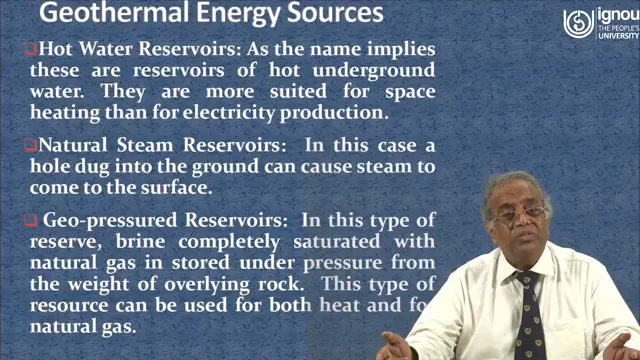 Geothermal Energy Sources
ignou
THE PEOPLE'S
UNIVERSITY
Hot Water Reservoirs: As the name implies
these are reservoirs of hot underground
water. They are more suited for space
heating than for electricity production.
Natural Steam Reservoirs: In this case a
hole dug into the ground can cause steam to
come to the surface.
Geo-pressured Reservoirs: In this type of
reserve, brine completely saturated with
natural gas in stored under pressure from
the weight of overlying rock. This type of
resource can be used for both heat and fo
natural gas.